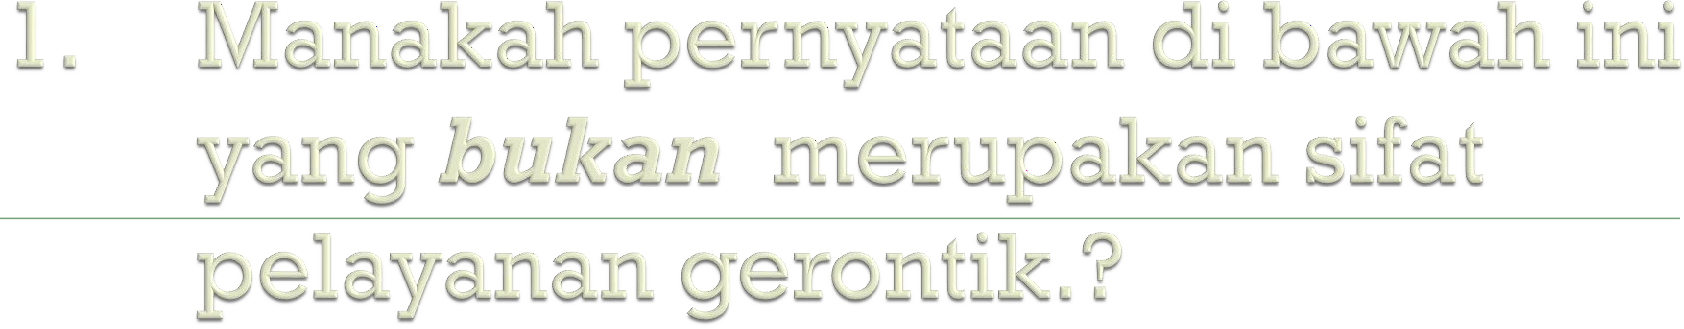 1. Manakah pernyataan di bawah ini
yang bukan merupakan sifat
pelayanan gerontik.?